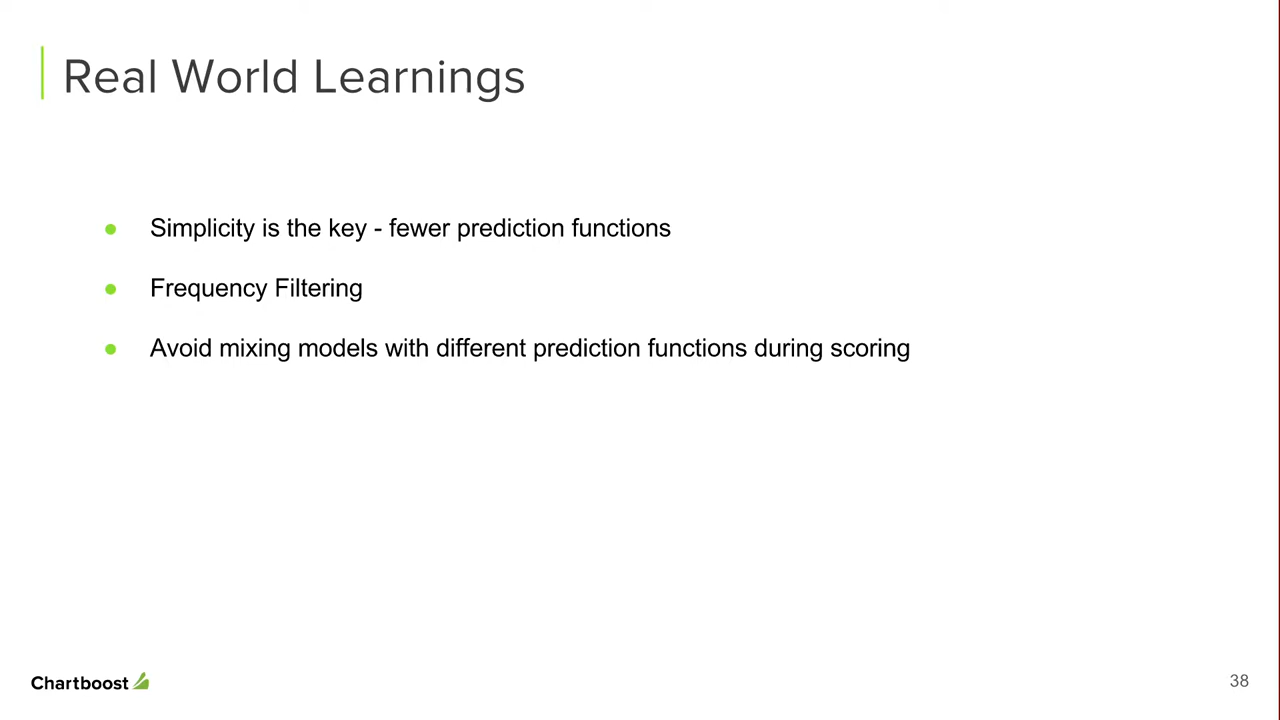 Real World Learnings
● Simplicity is the key - fewer prediction functions
● Frequency Filtering
● Avoid mixing models with different prediction functions during scoring
Chartboost
38